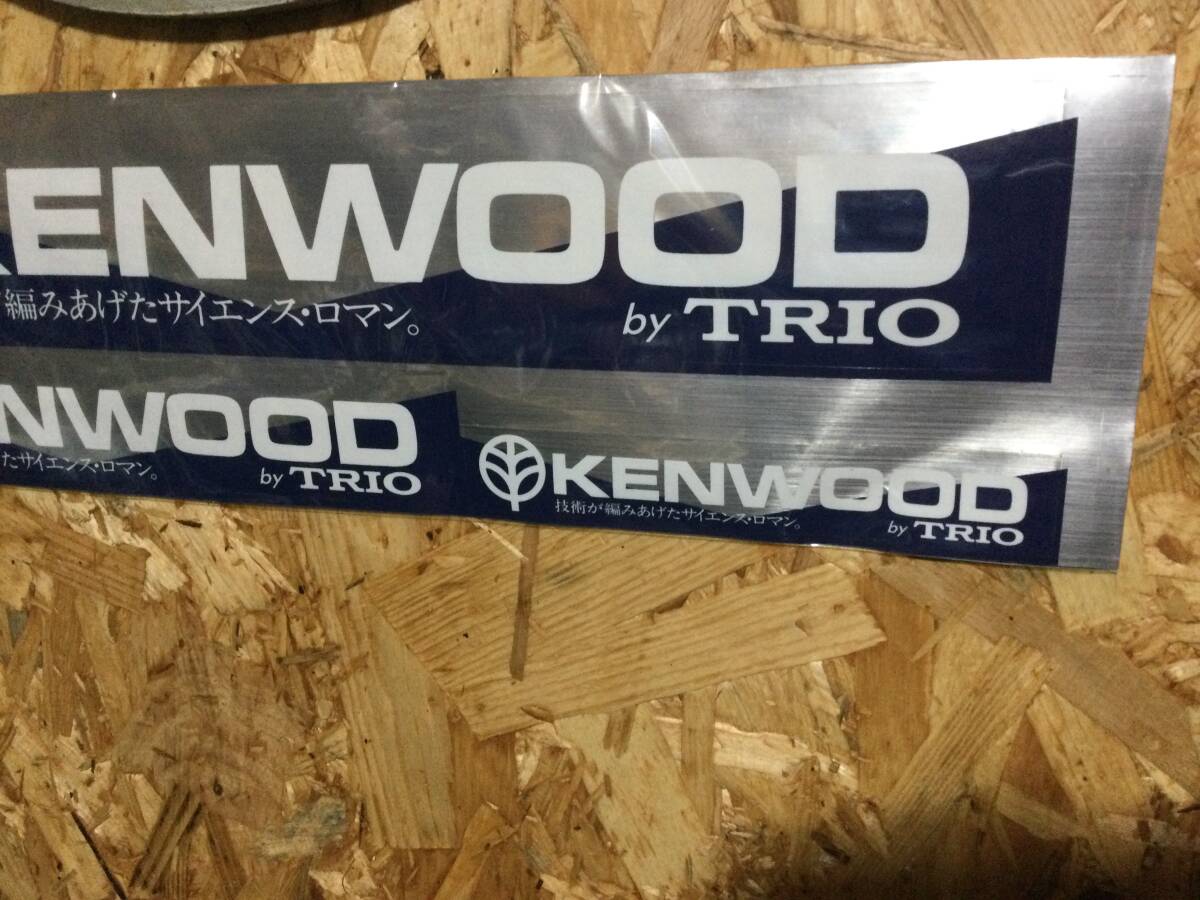 KENWOOD
編みあげたサイエンス・ロマン。
by TRIO
NWOOD
たサイエンス・ロマン。
by TRIO
KENWOOD
技術が編みあげたサイエンス・ロマン。
by TRIO